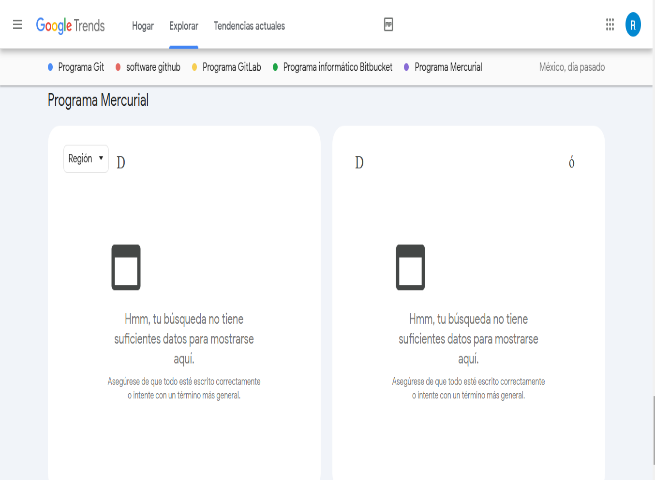 Google Trends Hogar Explorar Tendencias actuales
A
Programa Git software github Programa GitLab Programa informático Bitbucket Programa Mercurial México, día pasado
Programa Mercurial
Región D D ó
Hmm, tu búsqueda no tiene
suficientes datos para mostrarse
aquí.
Asegúrese de que todo esté escrito correctamente
o intente con un término más general.
Hmm, tu búsqueda no tiene
suficientes datos para mostrarse
aquí.
Asegúrese de que todo esté escrito correctamente
o intente con un término más general.